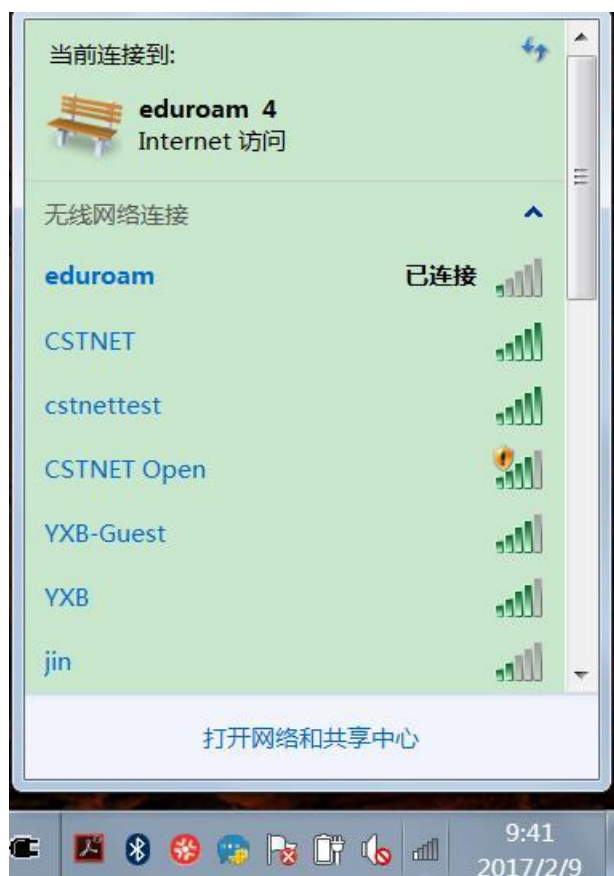 当前连接到:
eduroam 4
Internet 访问
无线网络连接
eduroam 已连接
CSTNET
cstnettest
CSTNET Open
YXB-Guest
YXB
jin
打开网络和共享中心
9:41
2017/2/9